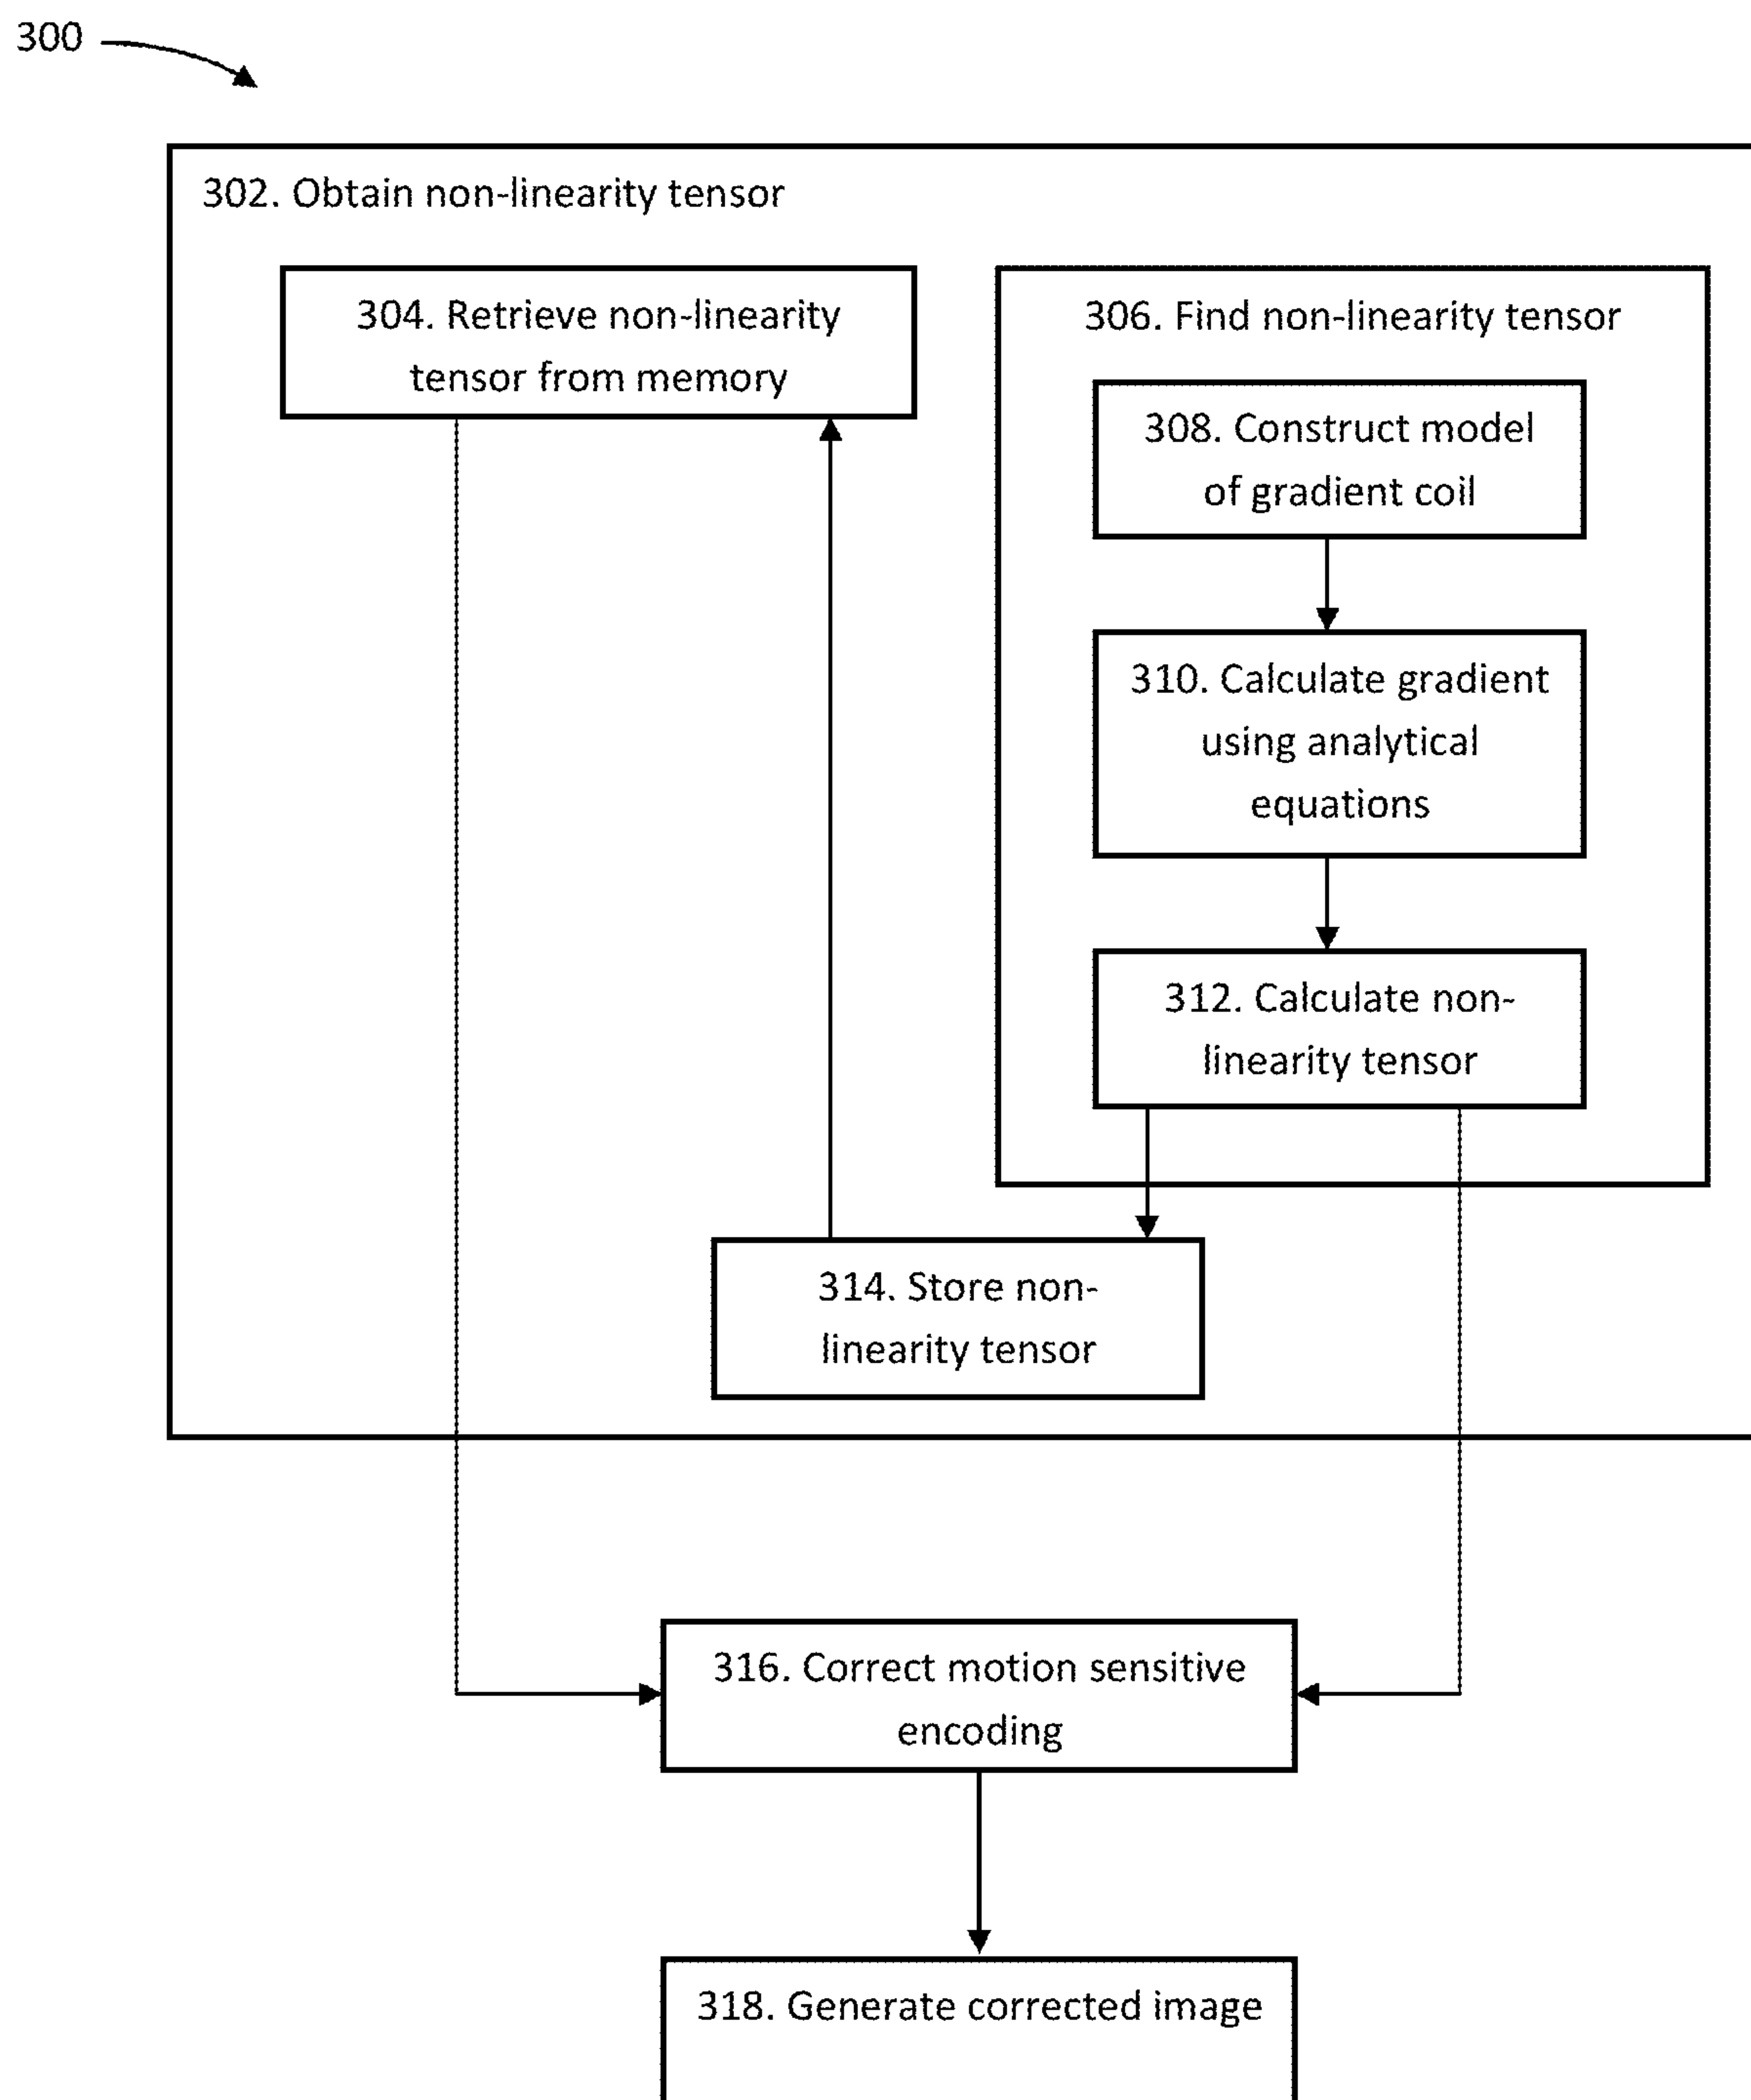 300
302. Obtain non-linearity tensor
304. Retrieve non-linearity
tensor from memory
306. Find non-linearity tensor
308. Construct model
of gradient coil
310. Calculate gradient
using analytical
equations
312. Calculate non-
linearity tensor
314. Store non-
linearity tensor
316. Correct motion sensitive
encoding
318. Generate corrected image